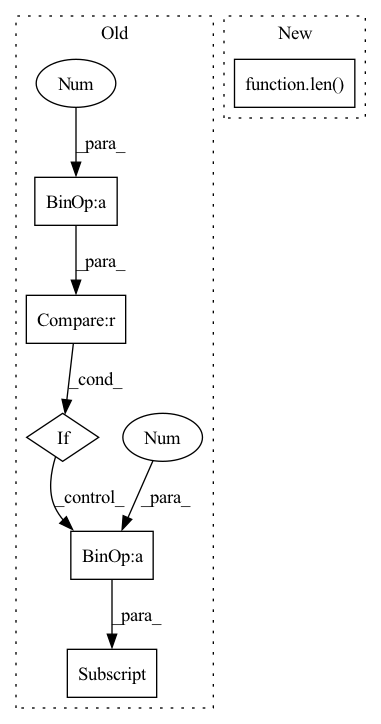 Old
New
Num
function.len()
_para_
BinOp:a
_para_
Compare:r
_cond_
If
Num
_control_
_para_
BinOp:a
_para_
Subscript